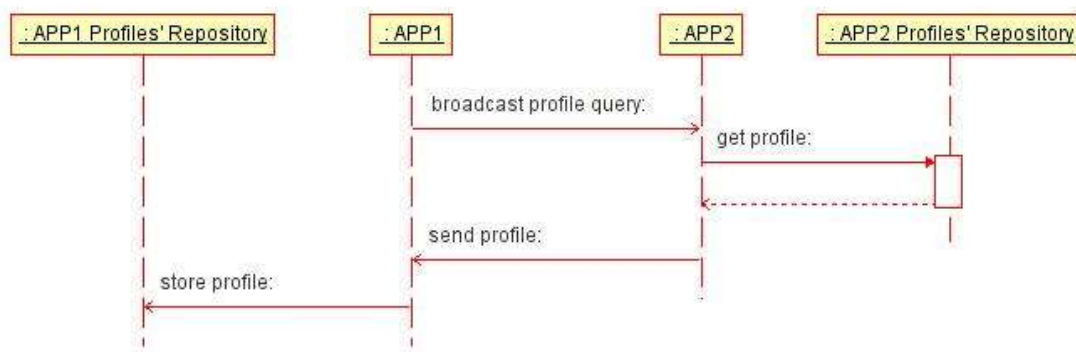 : APP1 Profiles' Repository
: APP1
: APP2
: APP2 Profiles' Repository
broadcast profile query:
get profile:
send profile:
store profile: